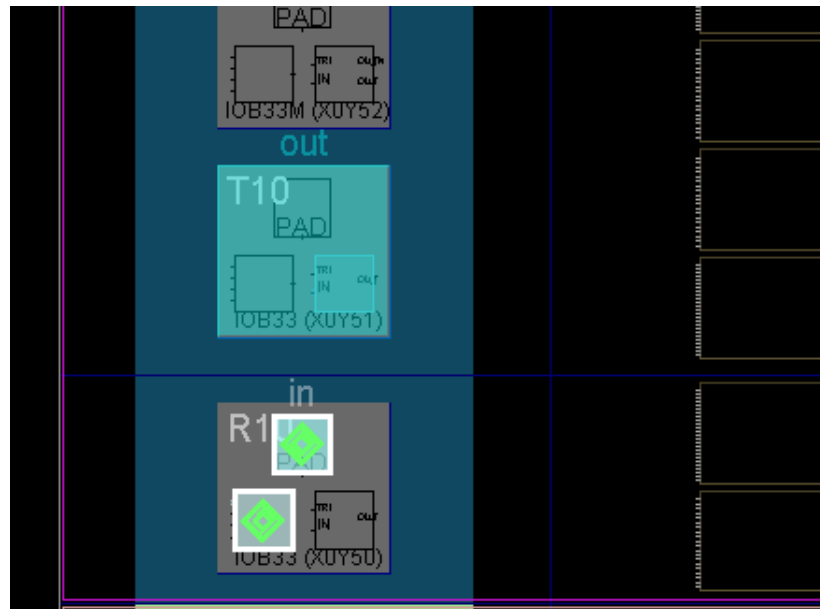 PAD
TRI OUTN
IN OUT
IOB33M (X0Y52)
out
T10
PAD
TRI
IN OUT
IOB33 (X0Y51)
in
R10
PAD
TRI
IN OUT
IOB33 (X0Y50)